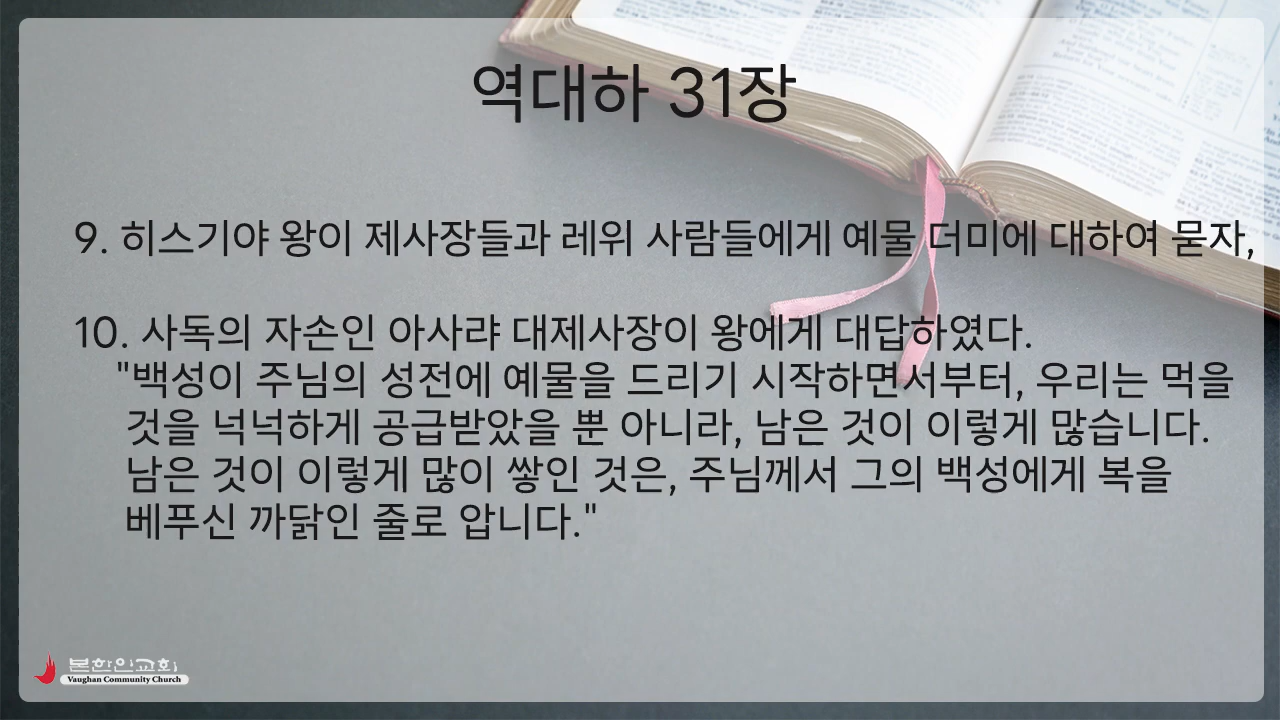 역대하 31장
9. 히스기야 왕이 제사장들과 레위 사람들에게 예물 더미에 대하여 묻자,
10. 사독의 자손인 아사랴 대제사장이 왕에게 대답하였다.
"백성이 주님의 성전에 예물을 드리기 시작하면서부터, 우리는 먹을
것을 넉넉하게 공급받았을 뿐 아니라, 남은 것이 이렇게 많습니다.
남은 것이 이렇게 많이 쌓인 것은, 주님께서 그의 백성에게 복을
베푸신 까닭인 줄로 압니다."
본한인교회
Vaughan Community Church